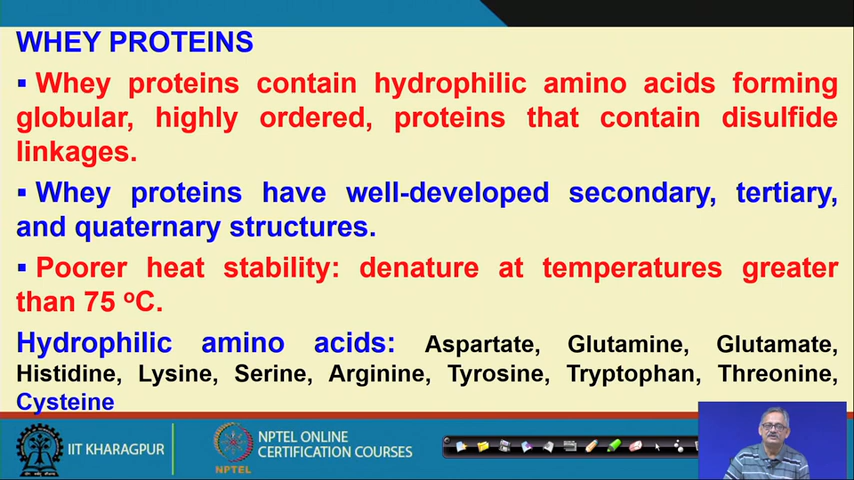 WHEY PROTEINS
▪ Whey proteins contain hydrophilic amino acids forming
globular, highly ordered, proteins that contain disulfide
linkages.
▪ Whey proteins have well-developed secondary, tertiary,
and quaternary structures.
▪ Poorer heat stability: denature at temperatures greater
than 75 ºC.
Hydrophilic amino acids: Aspartate, Glutamine, Glutamate,
Histidine, Lysine, Serine, Arginine, Tyrosine, Tryptophan, Threonine,
Cysteine
IIT KHARAGPUR
NPTEL
NPTEL ONLINE
CERTIFICATION COURSES